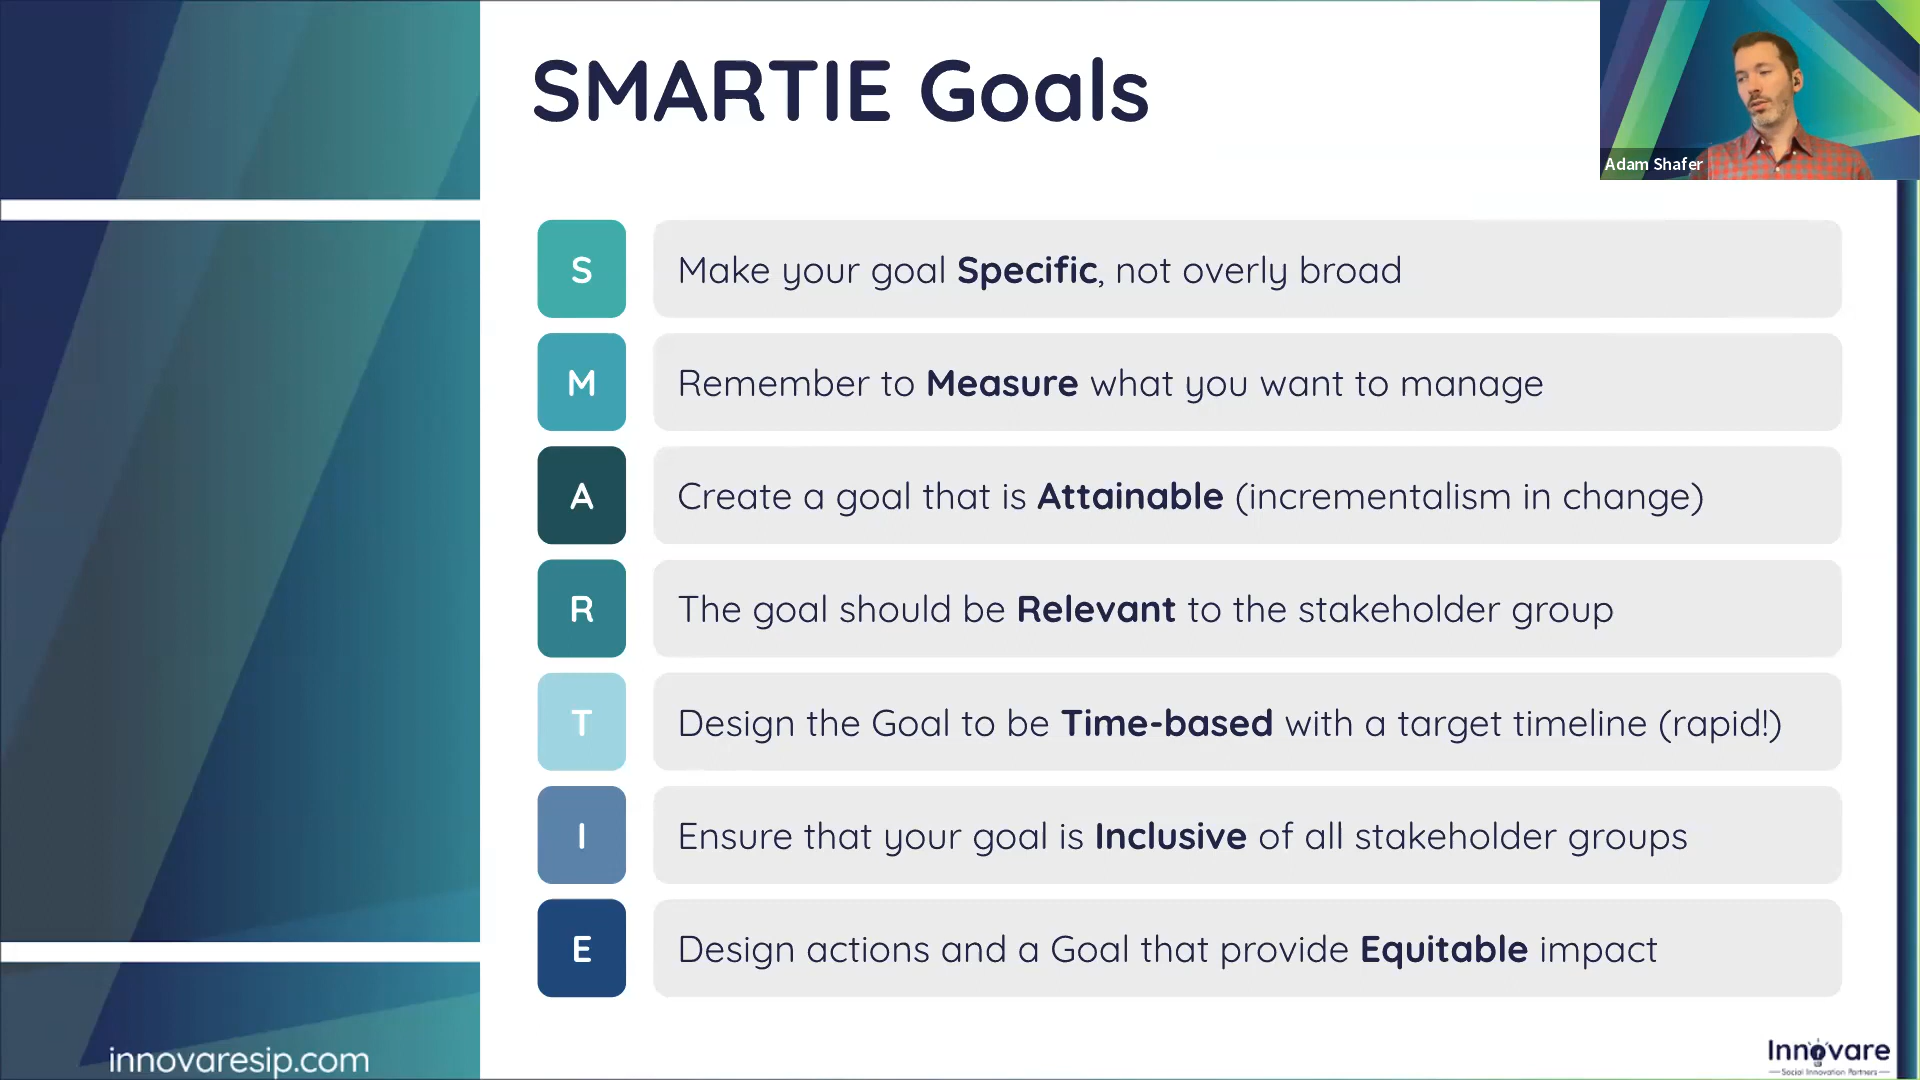 SMARTIE Goals
Adam Shafer
S
Make your goal Specific, not overly broad
M
Remember to Measure what you want to manage
A
Create a goal that is Attainable (incrementalism in change)
R
The goal should be Relevant to the stakeholder group
T
Design the Goal to be Time-based with a target timeline (rapid!)
I
Ensure that your goal is Inclusive of all stakeholder groups
E
Design actions and a Goal that provide Equitable impact
innovaresip.com
Innovare
Social Innovation Partners